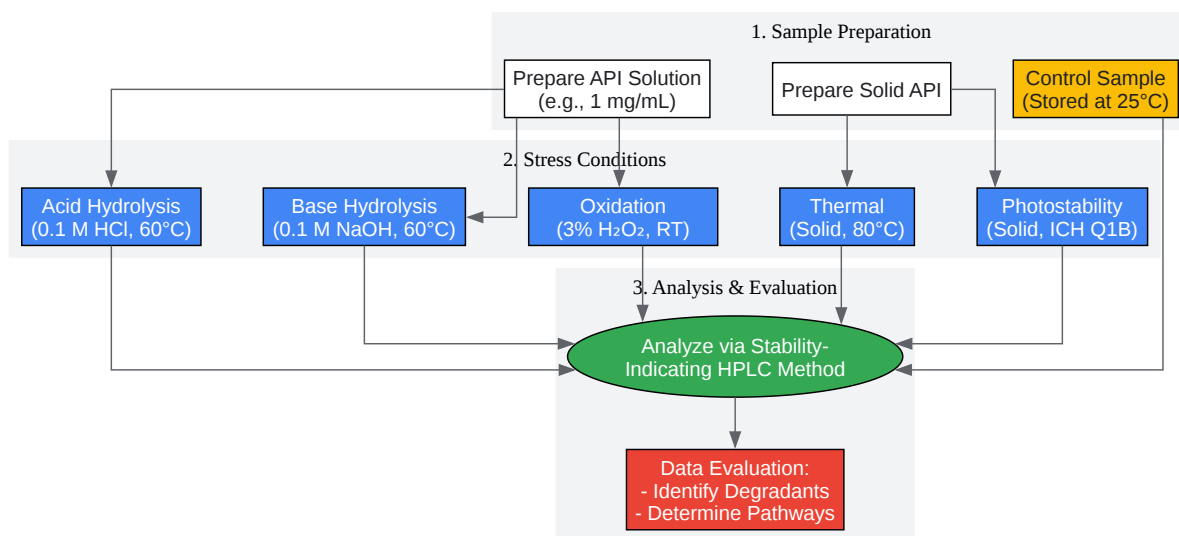 1. Sample Preparation
Prepare API Solution
(e.g., 1 mg/mL)
Prepare Solid API
Control Sample
(Stored at 25°C)
2. Stress Conditions
Acid Hydrolysis
(0.1 M HCl, 60°C)
Base Hydrolysis
(0.1 M NaOH, 60°C)
Oxidation
(3% H₂O₂, RT)
Thermal
(Solid, 80°C)
Photostability
(Solid, ICH Q1B)
3. Analysis & Evaluation
Analyze via Stability-
Indicating HPLC Method
Data Evaluation:
- Identify Degradants
- Determine Pathways